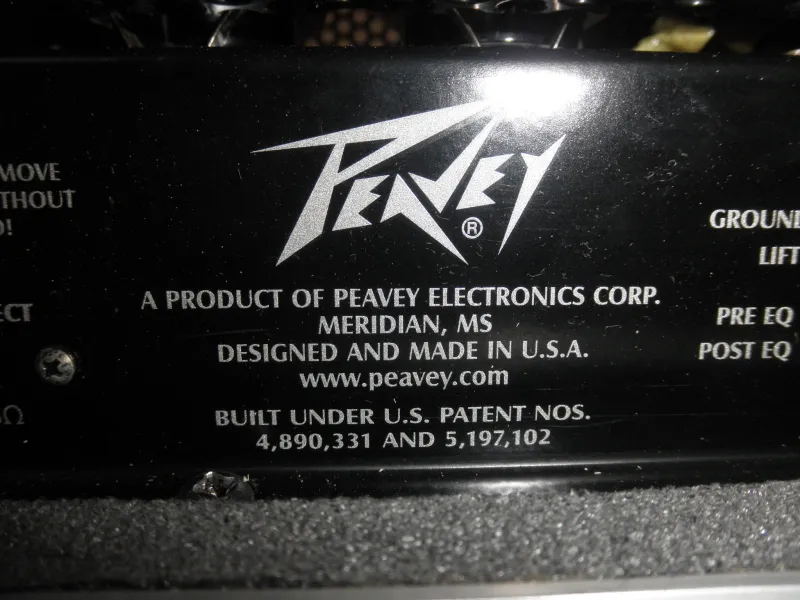 MOVE
THOUT
!
ECT
Ω
PEAVEY®
A PRODUCT OF PEAVEY ELECTRONICS CORP.
MERIDIAN, MS
DESIGNED AND MADE IN U.S.A.
www.peavey.com
BUILT UNDER U.S. PATENT NOS.
4,890,331 AND 5,197,102
GROUND
LIFT
PRE EQ
POST EQ